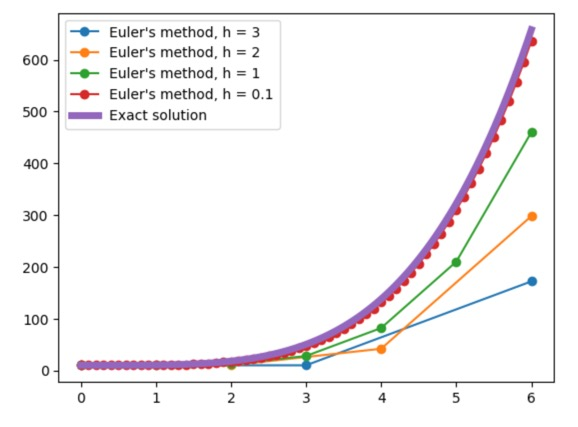 Euler's method, h = 3
Euler's method, h = 2
Euler's method, h = 1
Euler's method, h = 0.1
Exact solution
600
500
400
300
200
100
0
0 1 2 3 4 5 6